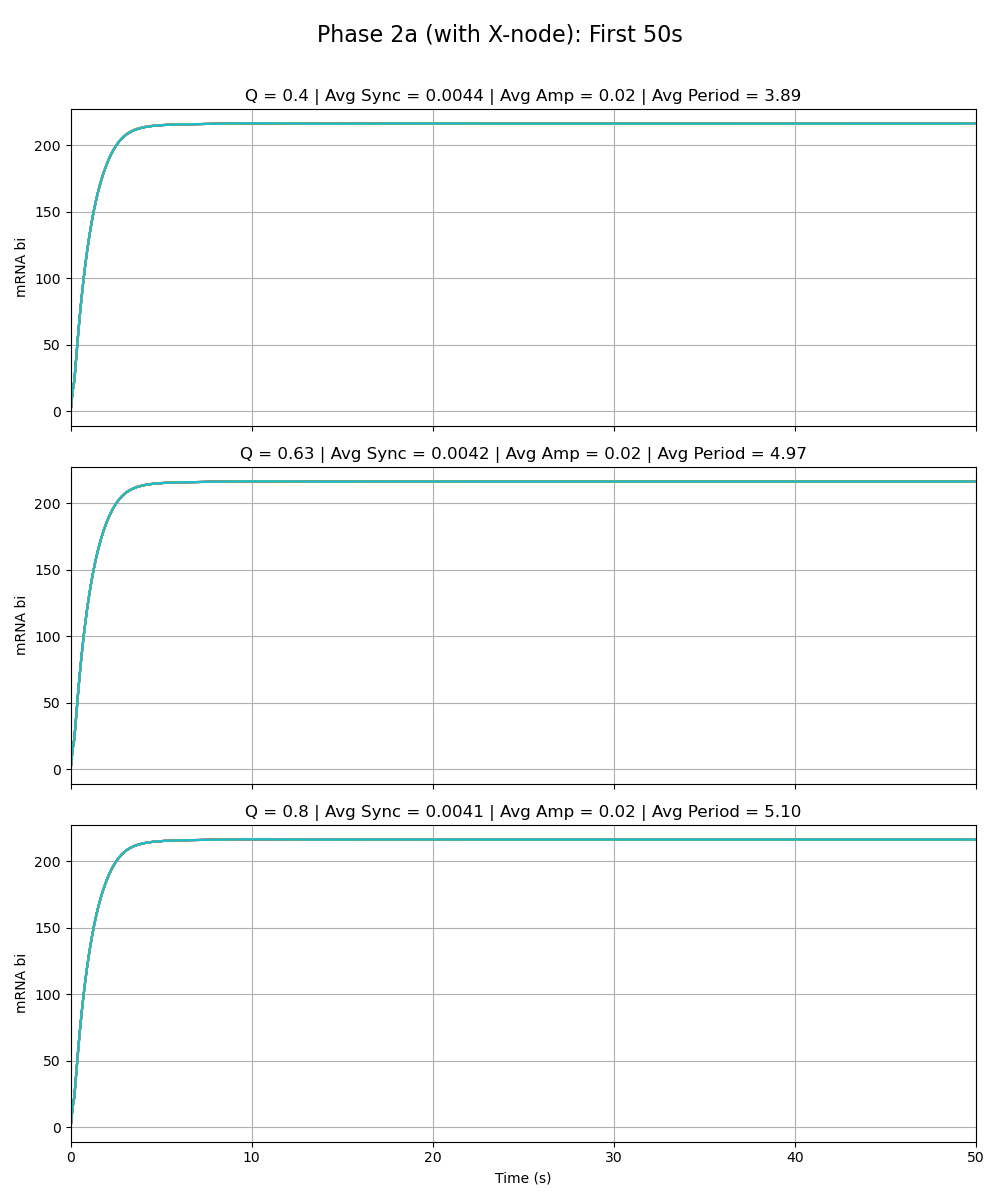 Phase 2a (with X-node): First 50s
Q = 0.4 | Avg Sync = 0.0044 | Avg Amp = 0.02 | Avg Period = 3.89
200
150
100
50
0
mRNA bi
Q = 0.63 | Avg Sync = 0.0042 | Avg Amp = 0.02 | Avg Period = 4.97
200
150
100
50
0
mRNA bi
Q = 0.8 | Avg Sync = 0.0041 | Avg Amp = 0.02 | Avg Period = 5.10
200
150
100
50
0
mRNA bi
0 10 20 30 40 50
Time (s)